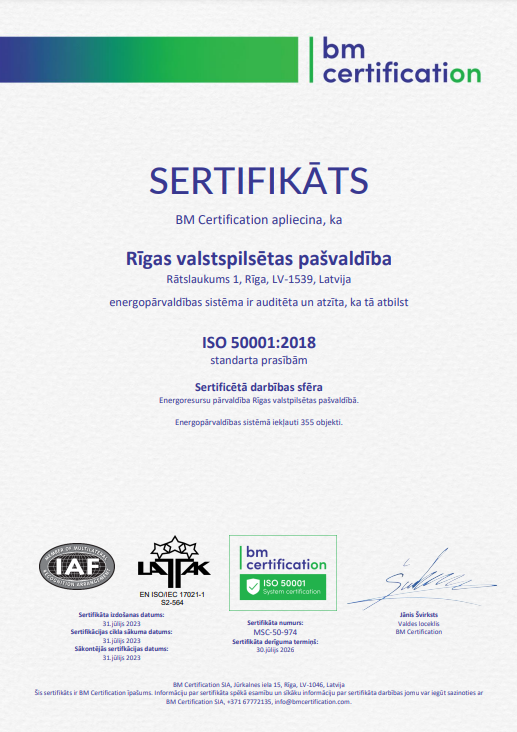 bm
certification
SERTIFIKĀTS
BM Certification apliecina, ka
Rīgas valstspilsētas pašvaldība
Rātslaukums 1, Rīga, LV-1539, Latvija
energopārvaldības sistēma ir auditēta un atzīta, ka tā atbilst
ISO 50001:2018
standarta prasībām
Sertificētā darbības sfēra
Energoresursu pārvaldība Rīgas valstpilsētas pašvaldībā.
Energopārvaldības sistēmā iekļauti 355 objekti.
MEMBER OF MULTILATERAL
IAF
RECOGNITION ARRANGEMENT
LATAK
EN ISO/IEC 17021-1
S2-564
bm
certification
ISO 50001
System certification
Sertifikāta izdošanas datums:
31.jūlijs 2023
Sertifikācijas cikla sākuma datums:
31.jūlijs 2023
Sākontējās sertifkācijas datums:
31.jūlijs 2023
Sertifikāta numurs:
MSC-50-974
Sertifikāta derīguma termiņš:
30.jūlijs 2026
Jānis Švirksts
Valdes loceklis
BM Certification
BM Certification SIA, Jūrkalnes iela 15, Rīga, LV-1046, Latvija
Šis sertifikāts ir BM Certification īpašums. Informāciju par sertifikāta spēkā esamību un sīkāku informāciju par sertifikāta darbības jomu var iegūt sazinoties ar
BM Certification SIA, +371 67772135, info@bmcertification.com.